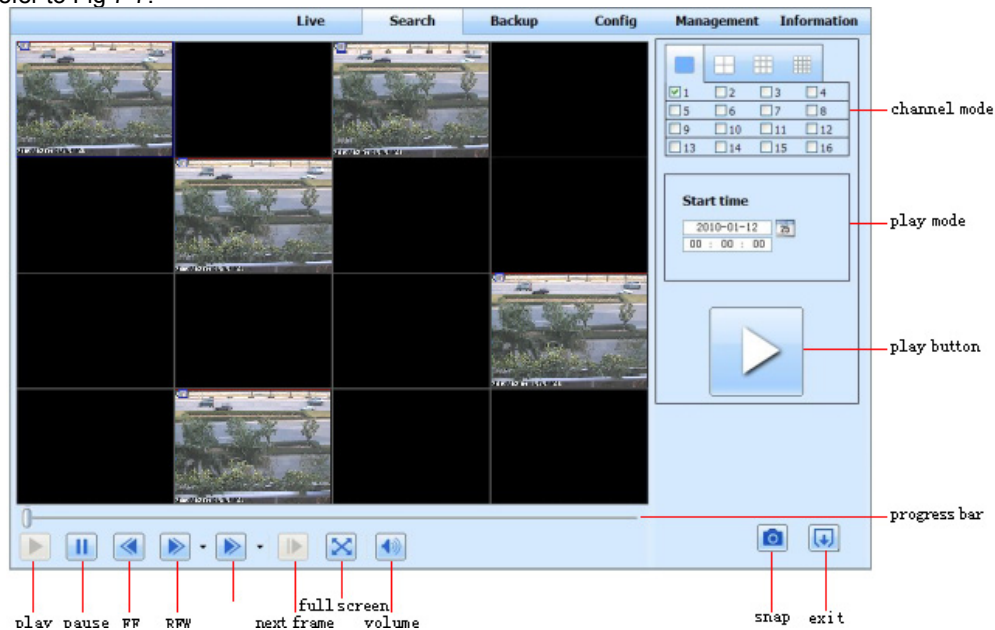 Live Search Backup Config Management Information
1 2 3 4
5 6 7 8
9 10 11 12
13 14 15 16
channel mode
Start time
2010-01-12
25
00 : 00 : 00
play mode
play button
progress bar
full screen
play pause FF REW next frame volume
snap exit